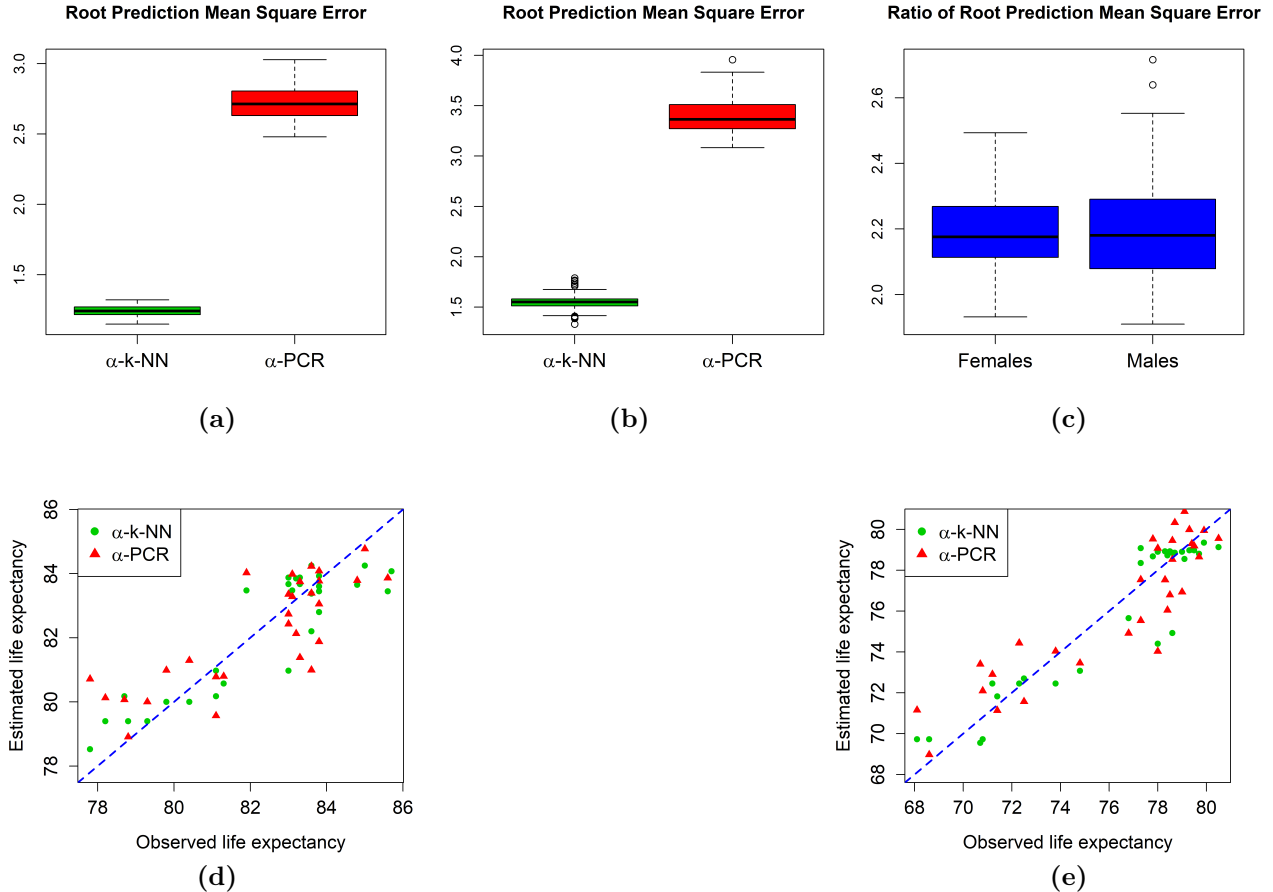 Root Prediction Mean Square Error
3.0
2.5
2.0
1.5
α-k-NN α-PCR
(a)
Root Prediction Mean Square Error
4.0
3.5
3.0
2.5
2.0
1.5
α-k-NN α-PCR
(b)
Ratio of Root Prediction Mean Square Error
2.6
2.4
2.2
2.0
Females Males
(c)
α-k-NN
α-PCR
Estimated life expectancy
86
84
82
80
78
78 80 82 84 86
Observed life expectancy
(d)
α-k-NN
α-PCR
Estimated life expectancy
80
78
76
74
72
70
68
68 70 72 74 76 78 80
Observed life expectancy
(e)